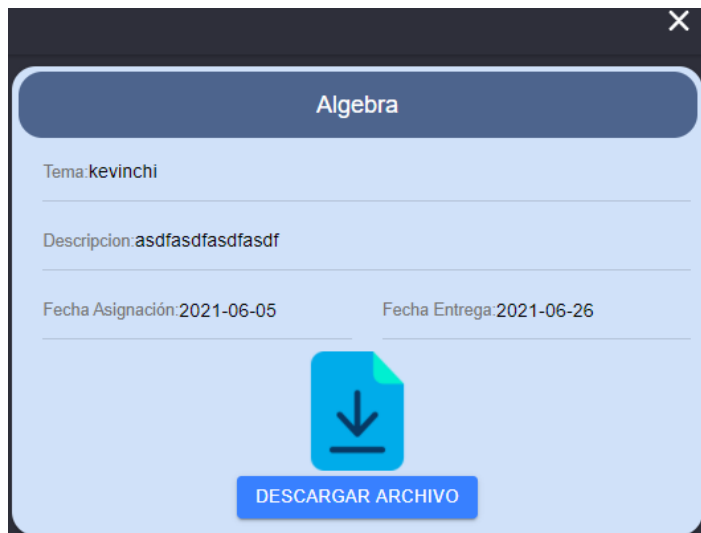 Algebra
Tema:kevinchi
Descripcion:asdfasdfasdfasdf
Fecha Asignación:2021-06-05 Fecha Entrega:2021-06-26
DESCARGAR ARCHIVO